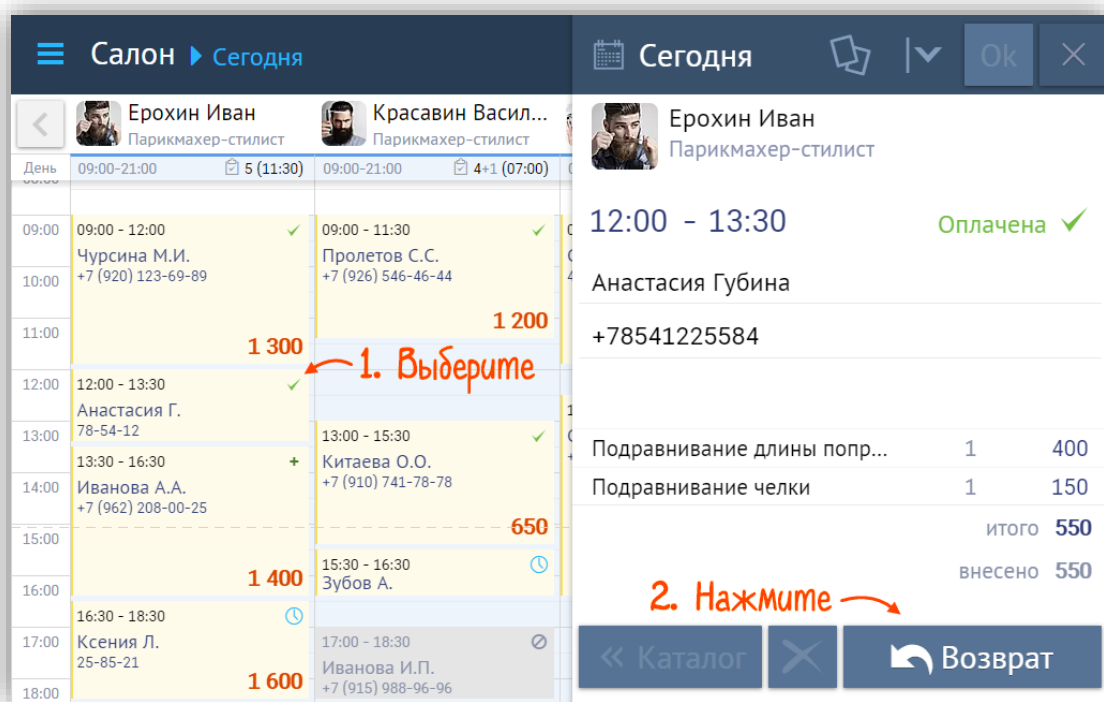 Салон Сегодня
Ерохин Иван
Парикмахер-стилист
Красавин Васил...
Парикмахер-стилист
День
09:00-21:00
5 (11:30)
09:00-21:00
4+1 (07:00)
09:00
10:00
11:00
12:00
13:00
14:00
15:00
16:00
17:00
18:00
09:00 - 12:00
Чурсина М.И.
+7 (920) 123-69-89
1 300
12:00 - 13:30
Анастасия Г.
78-54-12
13:30 - 16:30
Иванова А.А.
+7 (962) 208-00-25
1 400
16:30 - 18:30
Ксения Л.
25-85-21
1 600
09:00 - 11:30
Пролетов С.С.
+7 (926) 546-46-44
1 200
1. Выберите
13:00 - 15:30
Китаева О.О.
+7 (910) 741-78-78
650
15:30 - 16:30
Зубов А.
17:00 - 18:30
Иванова И.П.
+7 (915) 988-96-96
Сегодня
Ok
Ерохин Иван
Парикмахер-стилист
12:00 - 13:30
Оплачена
Анастасия Губина
+78541225584
Подравнивание длины попр... 1 400
Подравнивание челки 1 150
итого 550
внесено 550
2. Нажмите
« Каталог
Возврат